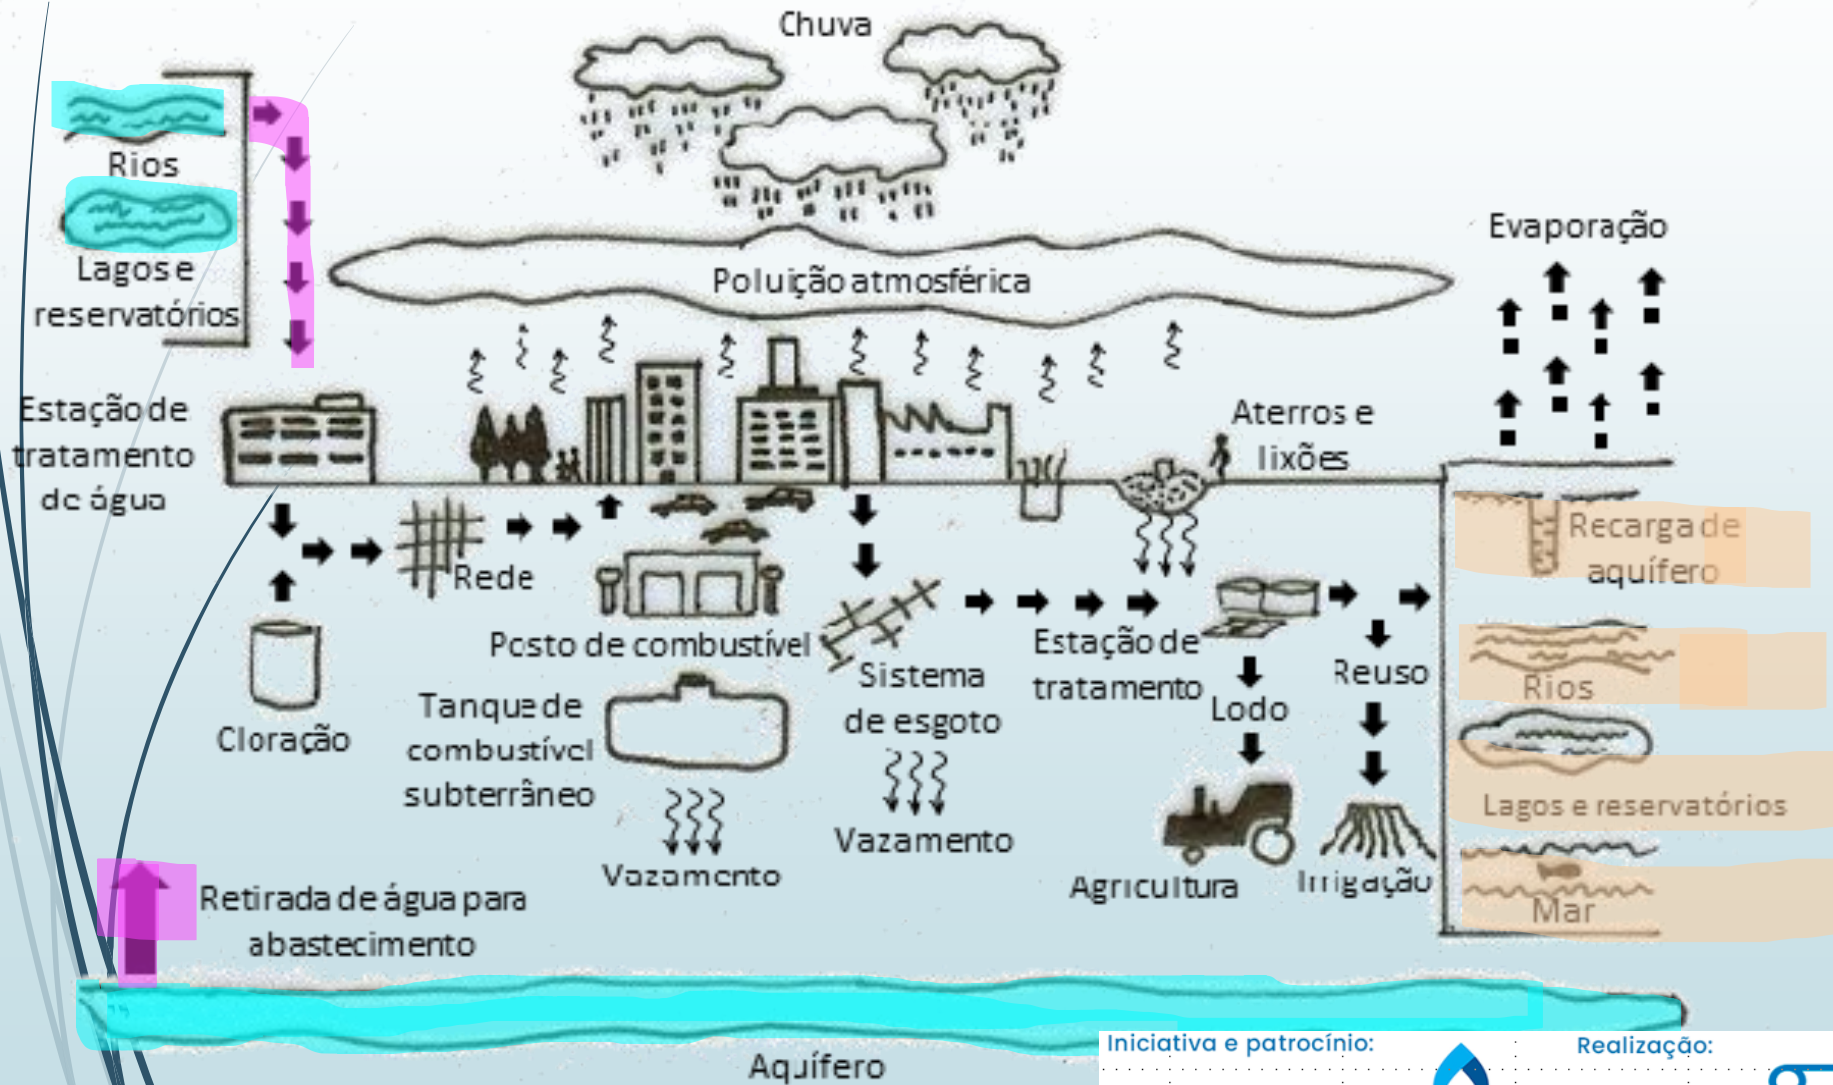 Chuva
Rios
Lagos e
reservatórios
Poluição atmosférica
Evaporação
Estação de
tratamento
de água
Aterros e
lixões
Rede
Cloração
Posto de combustível
Tanque de
combustível
subterrâneo
Vazamento
Sistema
de esgoto
Vazamento
Estação de
tratamento
Lodo
Reuso
Agricultura
Irrigação
Recarga de
aquífero
Rios
Lagos e reservatórios
Mar
Retirada de água para
abastecimento
Aquífero
Iniciativa e patrocínio:
Realização: